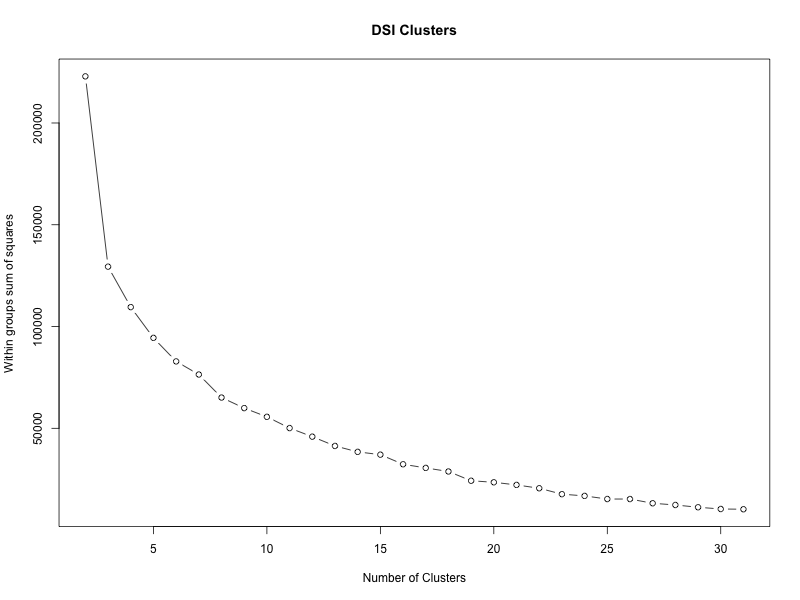 DSI Clusters
Within groups sum of squares
200000
150000
100000
50000
5 10 15 20 25 30
Number of Clusters